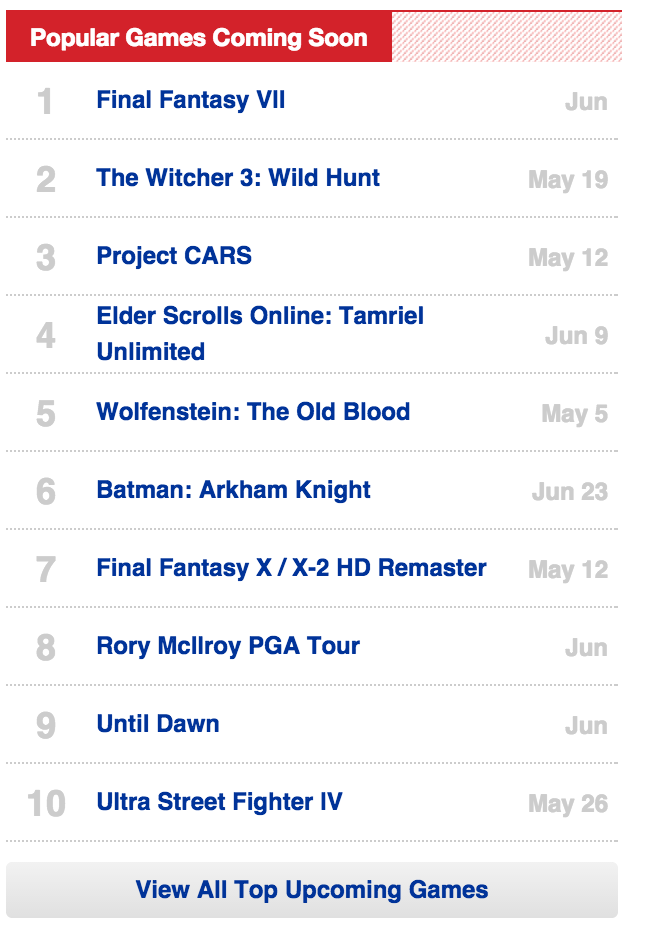 Popular Games Coming Soon
1 Final Fantasy VII Jun
2 The Witcher 3: Wild Hunt May 19
3 Project CARS May 12
4 Elder Scrolls Online: Tamriel
Unlimited Jun 9
5 Wolfenstein: The Old Blood May 5
6 Batman: Arkham Knight Jun 23
7 Final Fantasy X / X-2 HD Remaster May 12
8 Rory McIlroy PGA Tour Jun
9 Until Dawn Jun
10 Ultra Street Fighter IV May 26
View All Top Upcoming Games